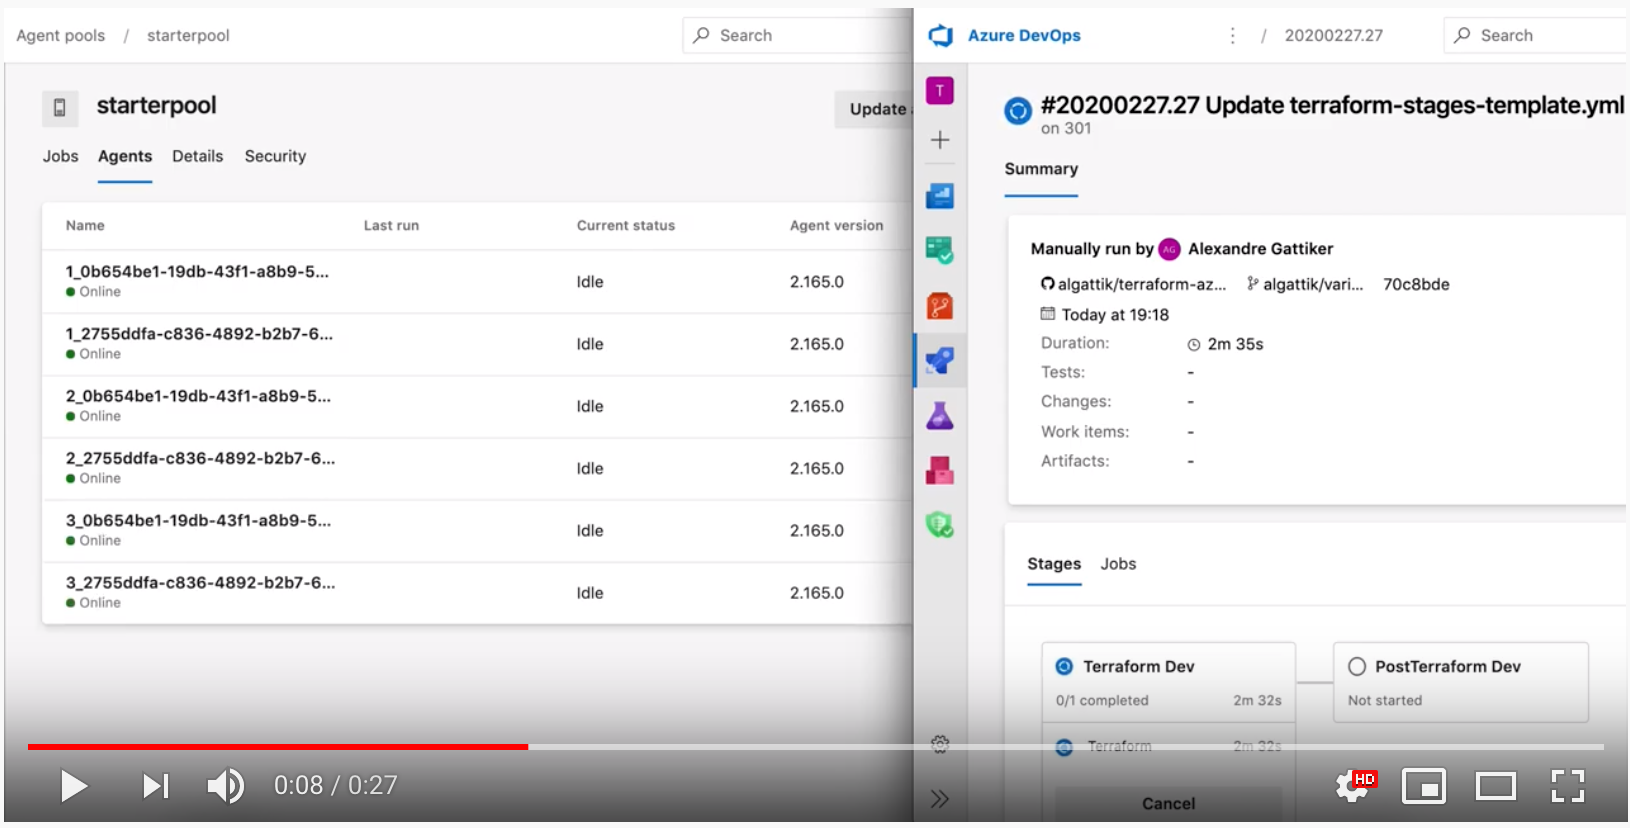 Agent pools / starterpool
Search
starterpool
Update
Jobs Agents Details Security
Name Last run Current status Agent version
1_0b654be1-19db-43f1-a8b9-5...
Online
Idle 2.165.0
1_2755ddfa-c836-4892-b2b7-6...
Online
Idle 2.165.0
2_0b654be1-19db-43f1-a8b9-5...
Online
Idle 2.165.0
2_2755ddfa-c836-4892-b2b7-6...
Online
Idle 2.165.0
3_0b654be1-19db-43f1-a8b9-5...
Online
Idle 2.165.0
3_2755ddfa-c836-4892-b2b7-6...
Online
Idle 2.165.0
Azure DevOps
/ 20200227.27
Search
T
#20200227.27 Update terraform-stages-template.yml
on 301
Summary
Manually run by AG Alexandre Gattiker
algattik/terraform-az... algattik/vari... 70c8bde
Today at 19:18
Duration: 2m 35s
Tests: -
Changes: -
Work items: -
Artifacts: -
Stages Jobs
Terraform Dev
0/1 completed 2m 32s
PostTerraform Dev
Not started
Terraform 2m 32s
Cancel
0:08 / 0:27
HD